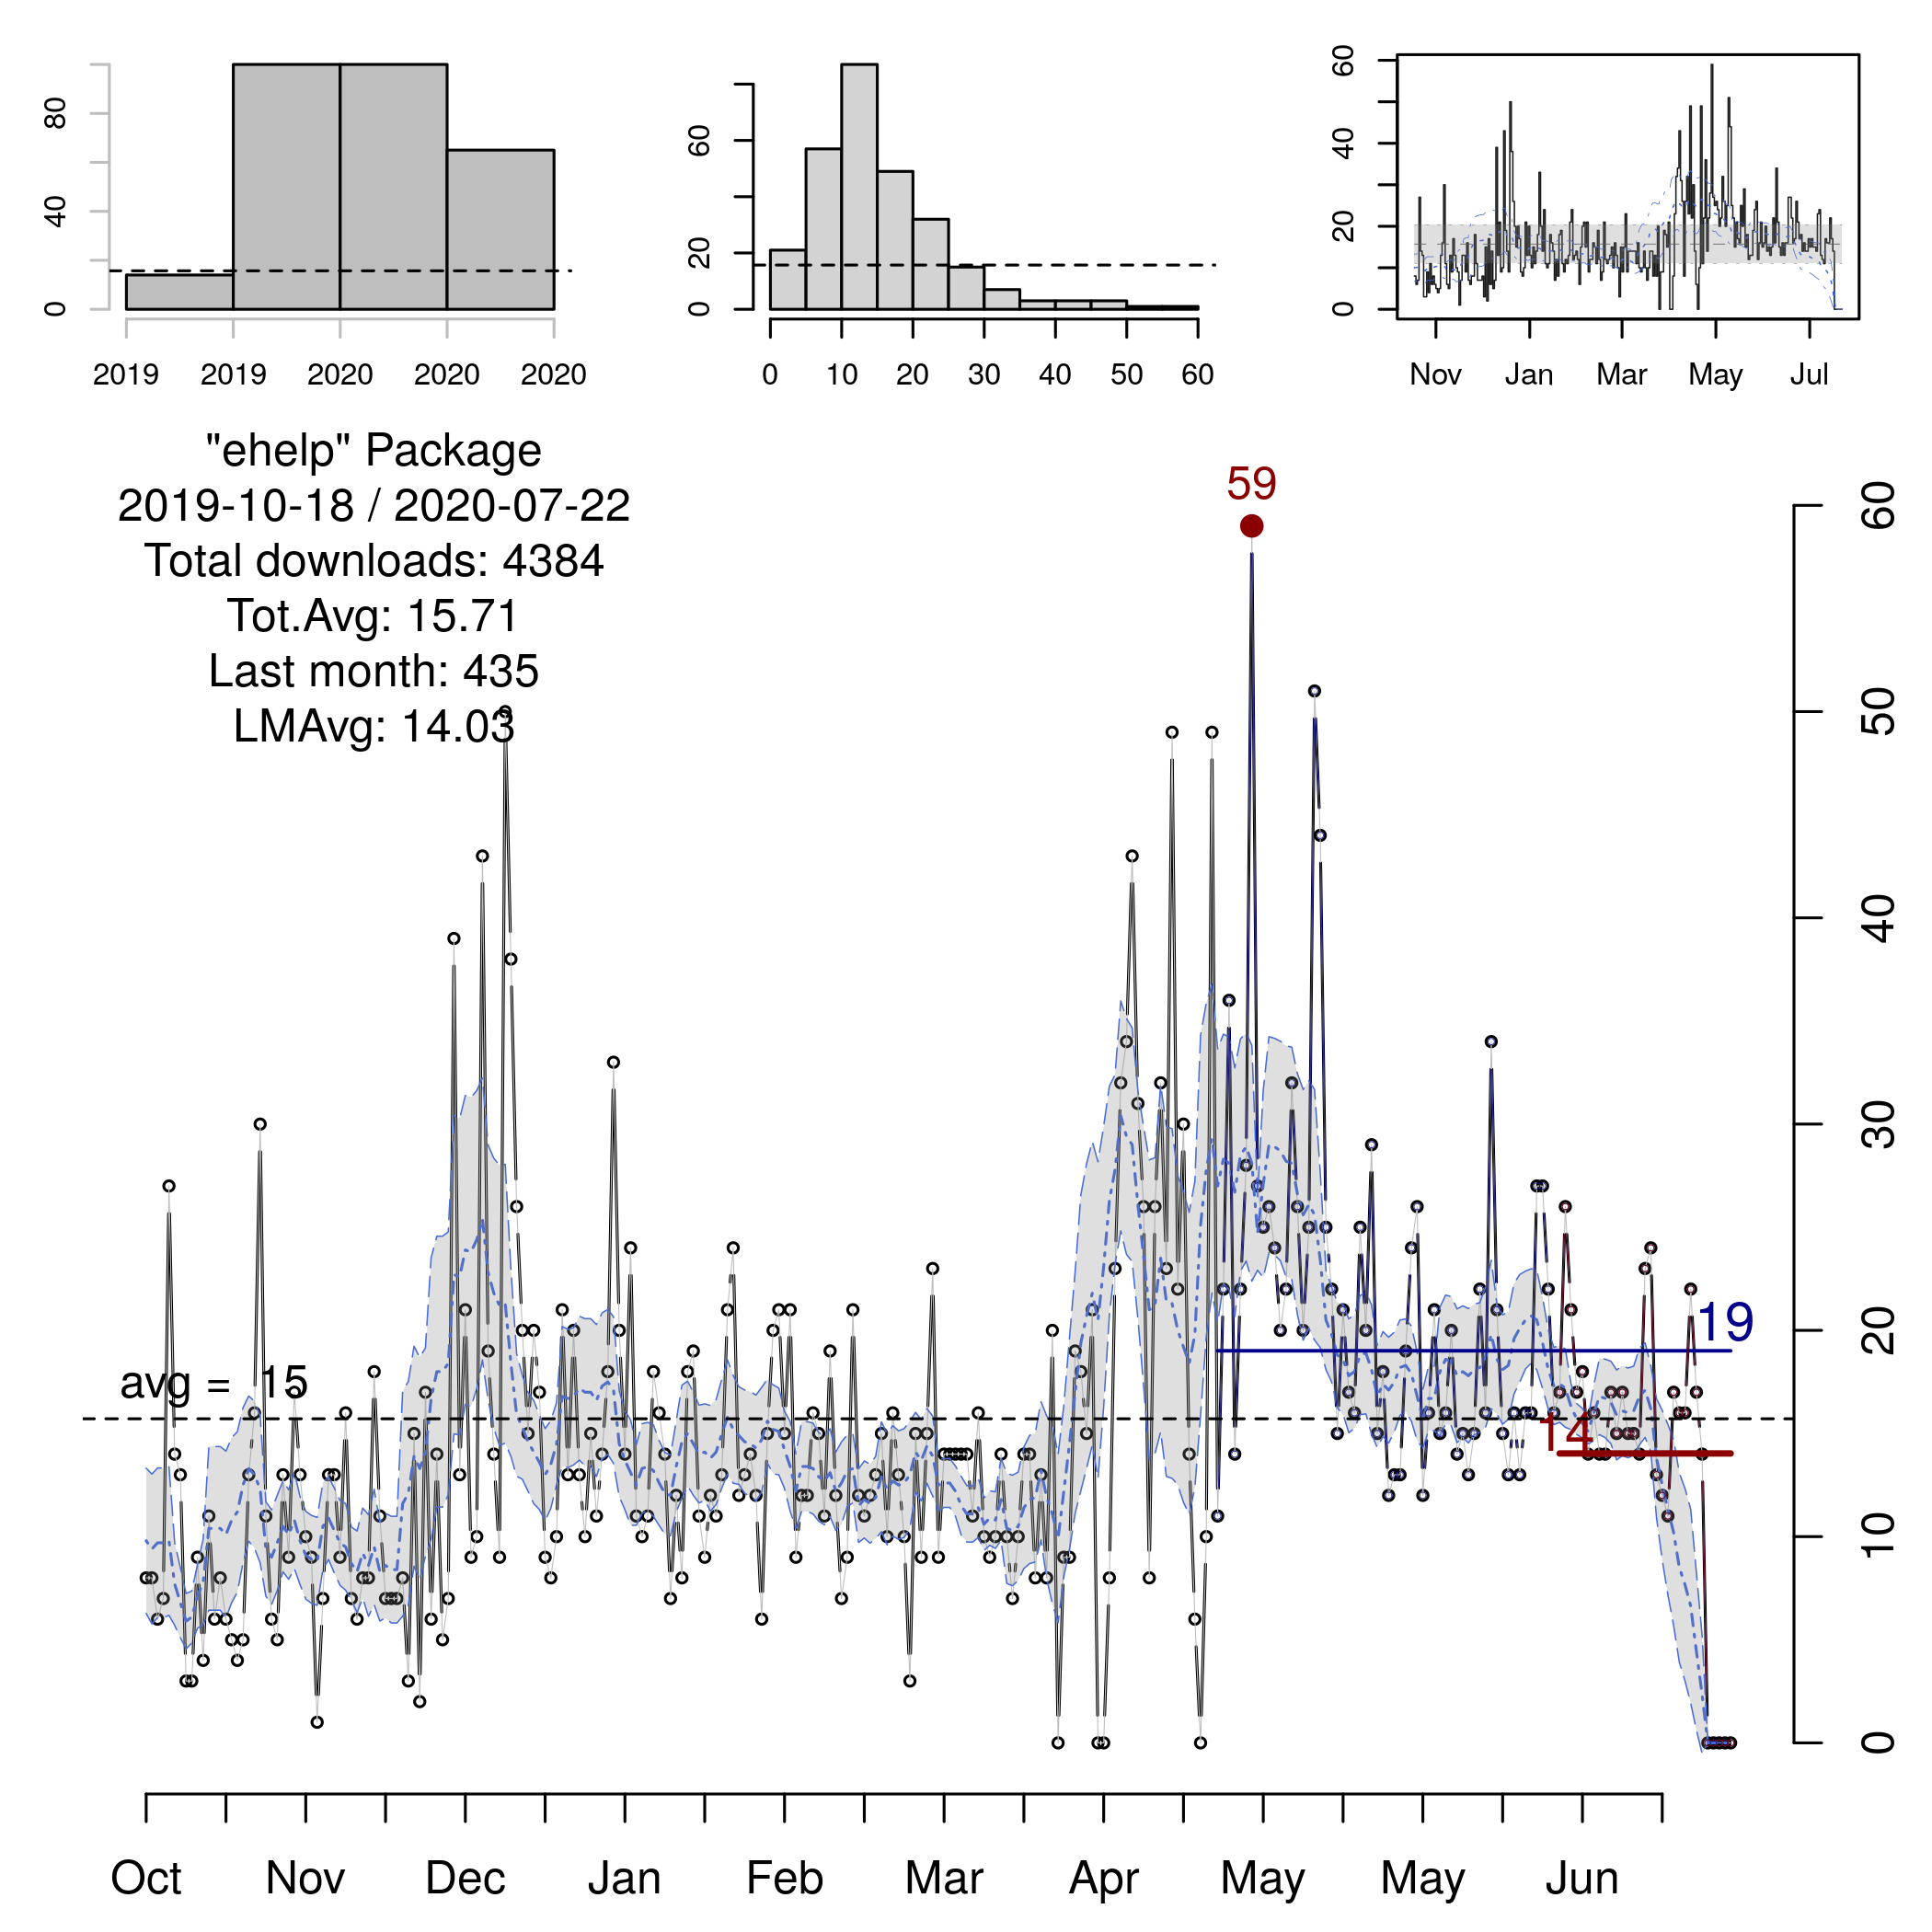 80
40
0
2019 2019 2020 2020 2020
60
20
0
0 10 20 30 40 50 60
60
40
20
0
Nov Jan Mar May Jul
"ehelp" Package
2019-10-18 / 2020-07-22
Total downloads: 4384
Tot.Avg: 15.71
Last month: 435
LMAvg: 14.03
59
avg = 15
19
14
60
50
40
30
20
10
0
Oct Nov Dec Jan Feb Mar Apr May May Jun